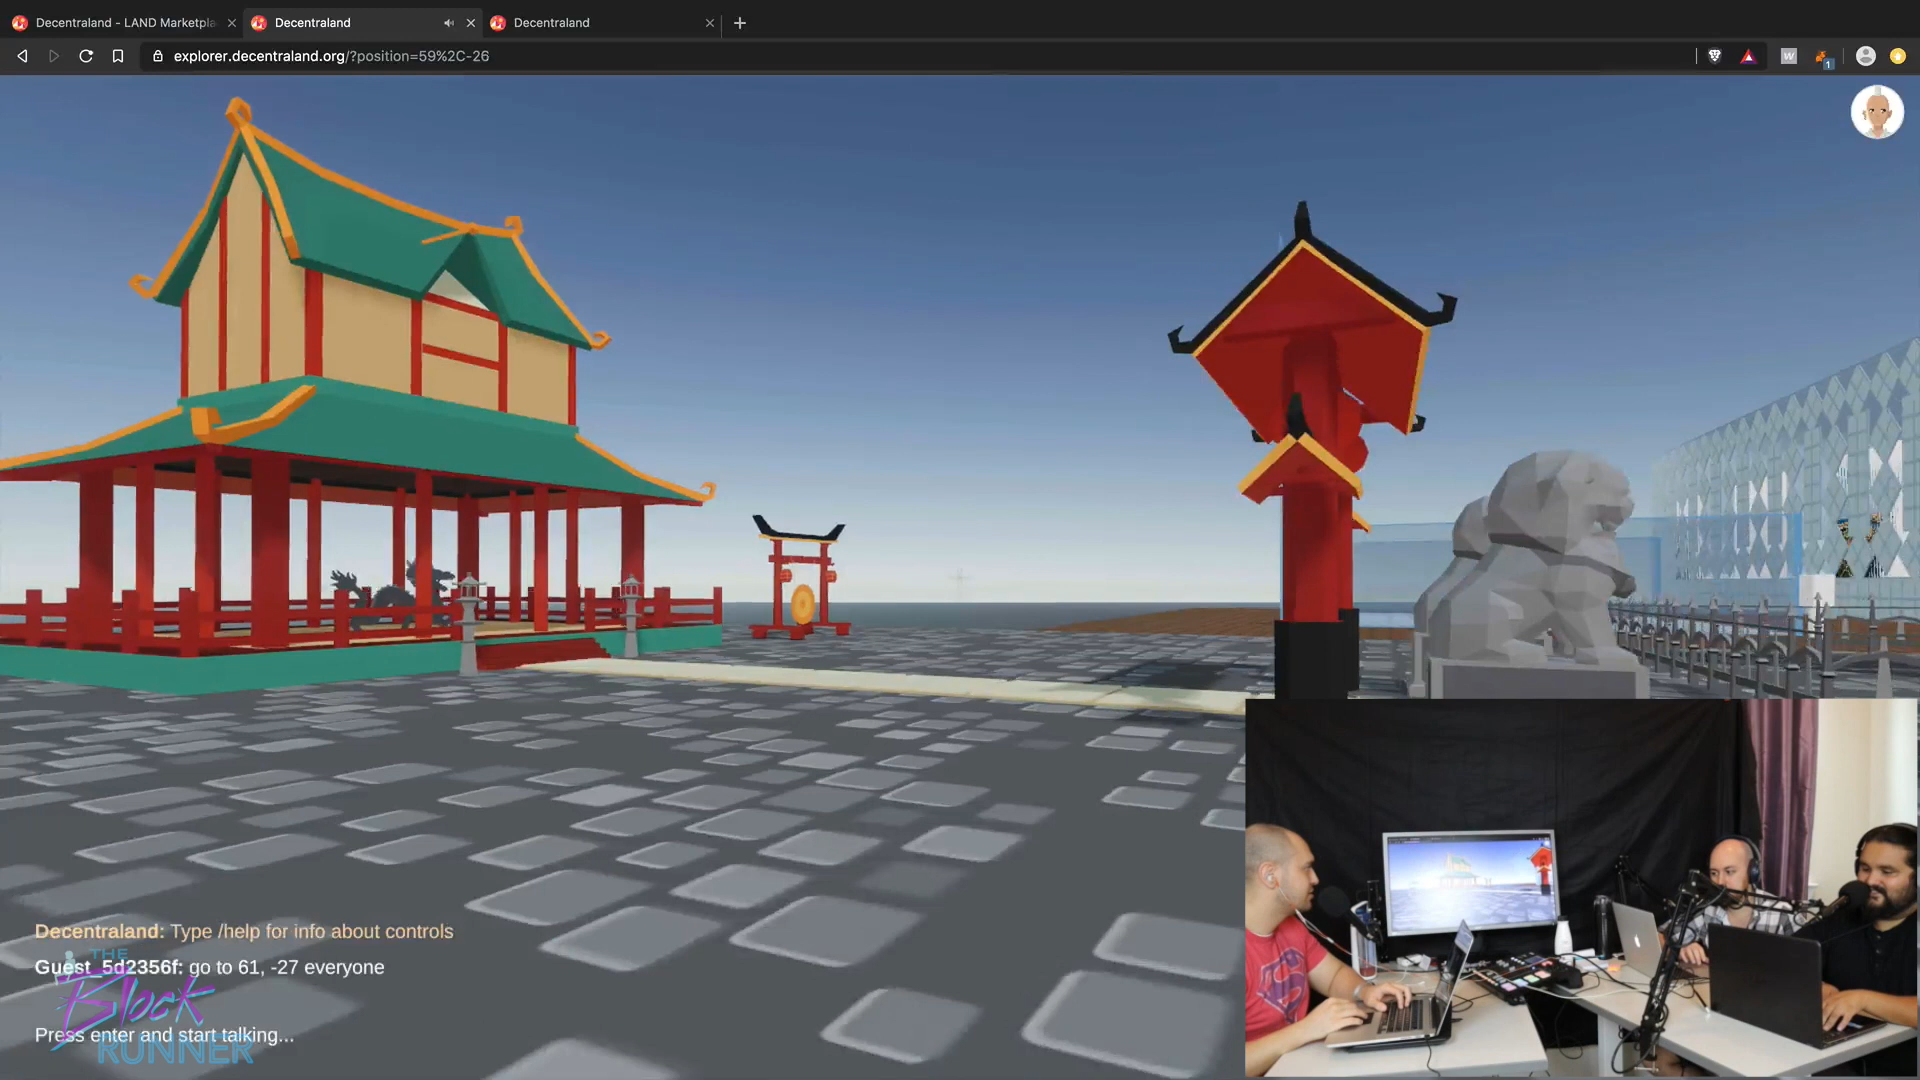 Decentraland - LAND Marketpla
Decentraland
Decentraland
explorer.decentraland.org/?position=59%2C-26
W
1
Decentraland: Type /help for info about controls
Guest_5d2356f: go to 61, -27 everyone
THE
Block
RUNNER
Press enter and start talking...